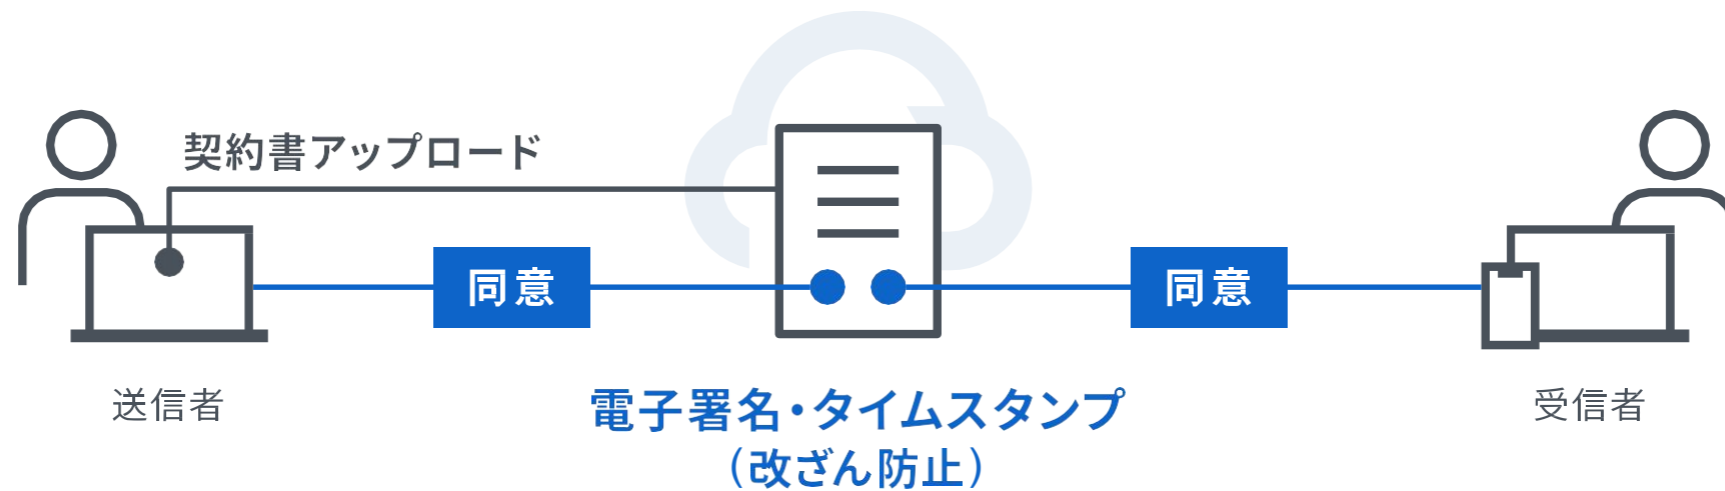 契約書アップロード
同意
同意
送信者
電子署名・タイムスタンプ
（改ざん防止）
受信者